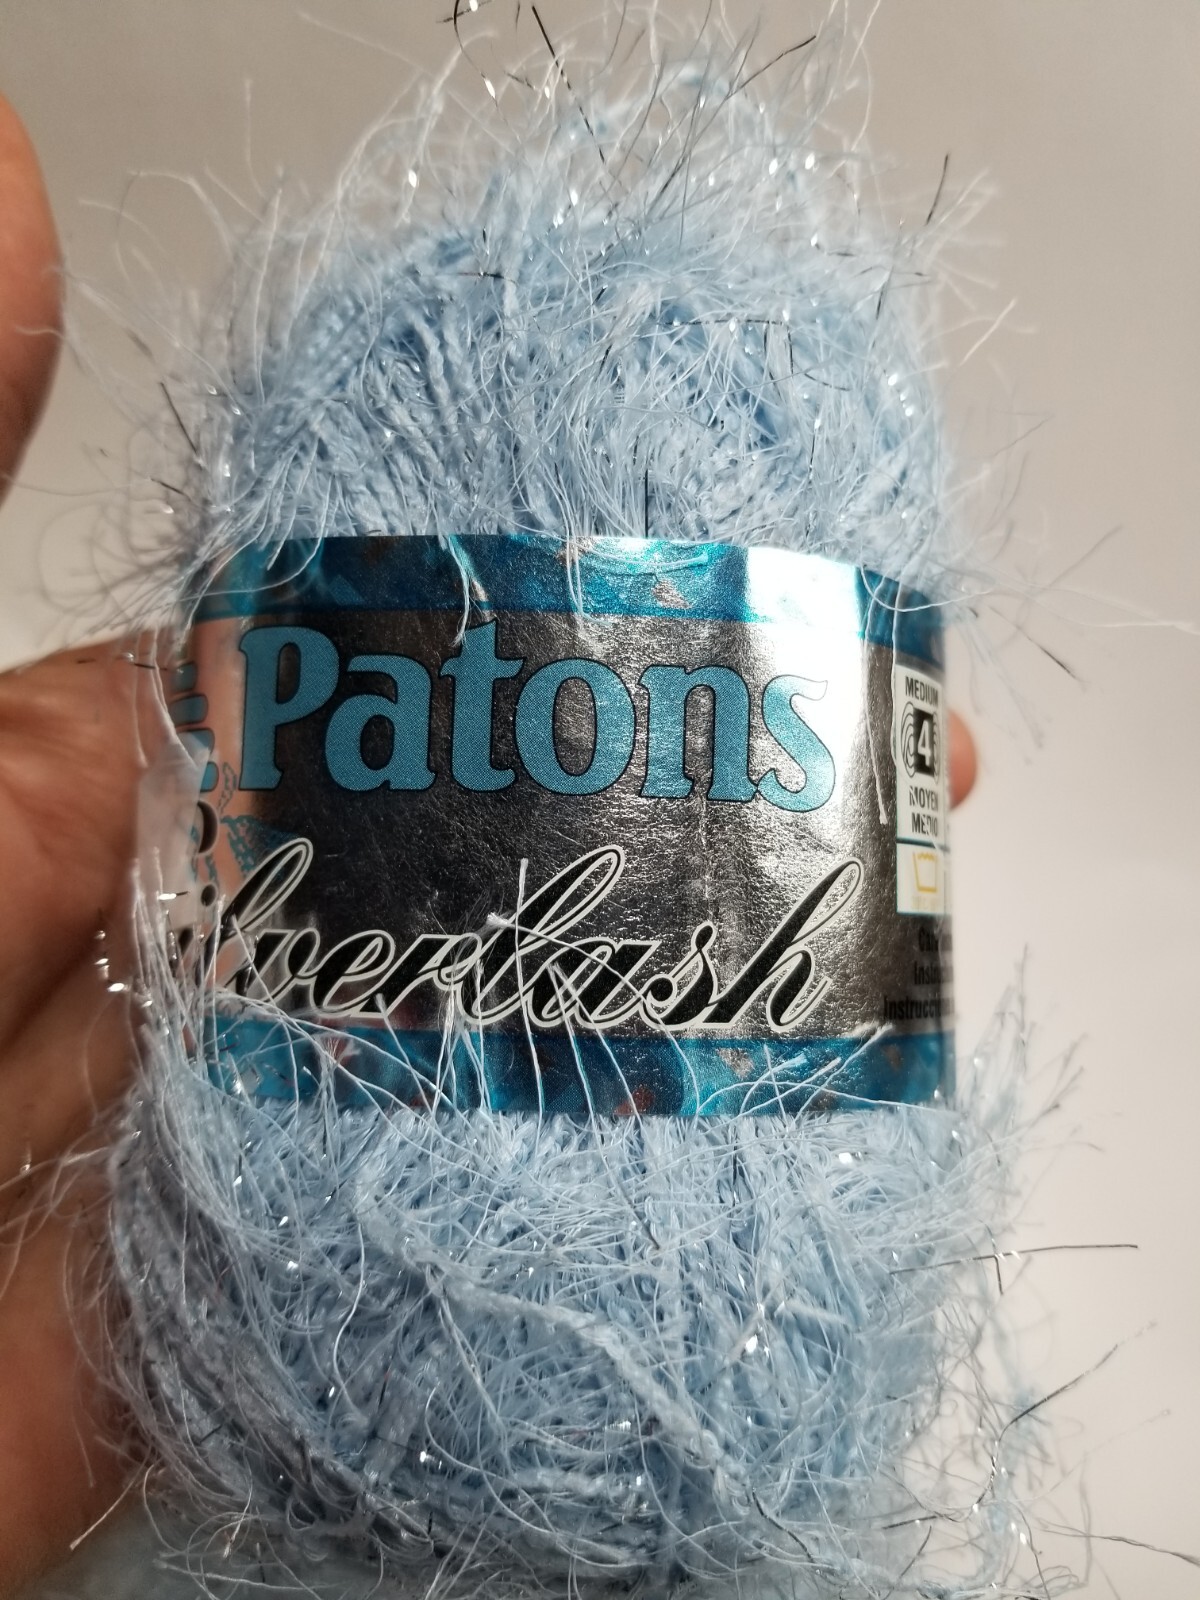 Patons
lverlash
MEDIUM
4
MOYEN
MEDIO